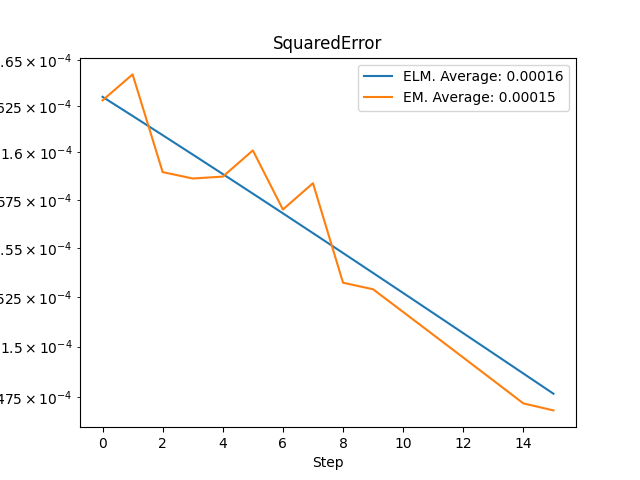 SquaredError
.65 × 10⁻⁴
625 × 10⁻⁴
1.6 × 10⁻⁴
575 × 10⁻⁴
.55 × 10⁻⁴
525 × 10⁻⁴
1.5 × 10⁻⁴
475 × 10⁻⁴
ELM. Average: 0.00016
EM. Average: 0.00015
0 2 4 6 8 10 12 14
Step